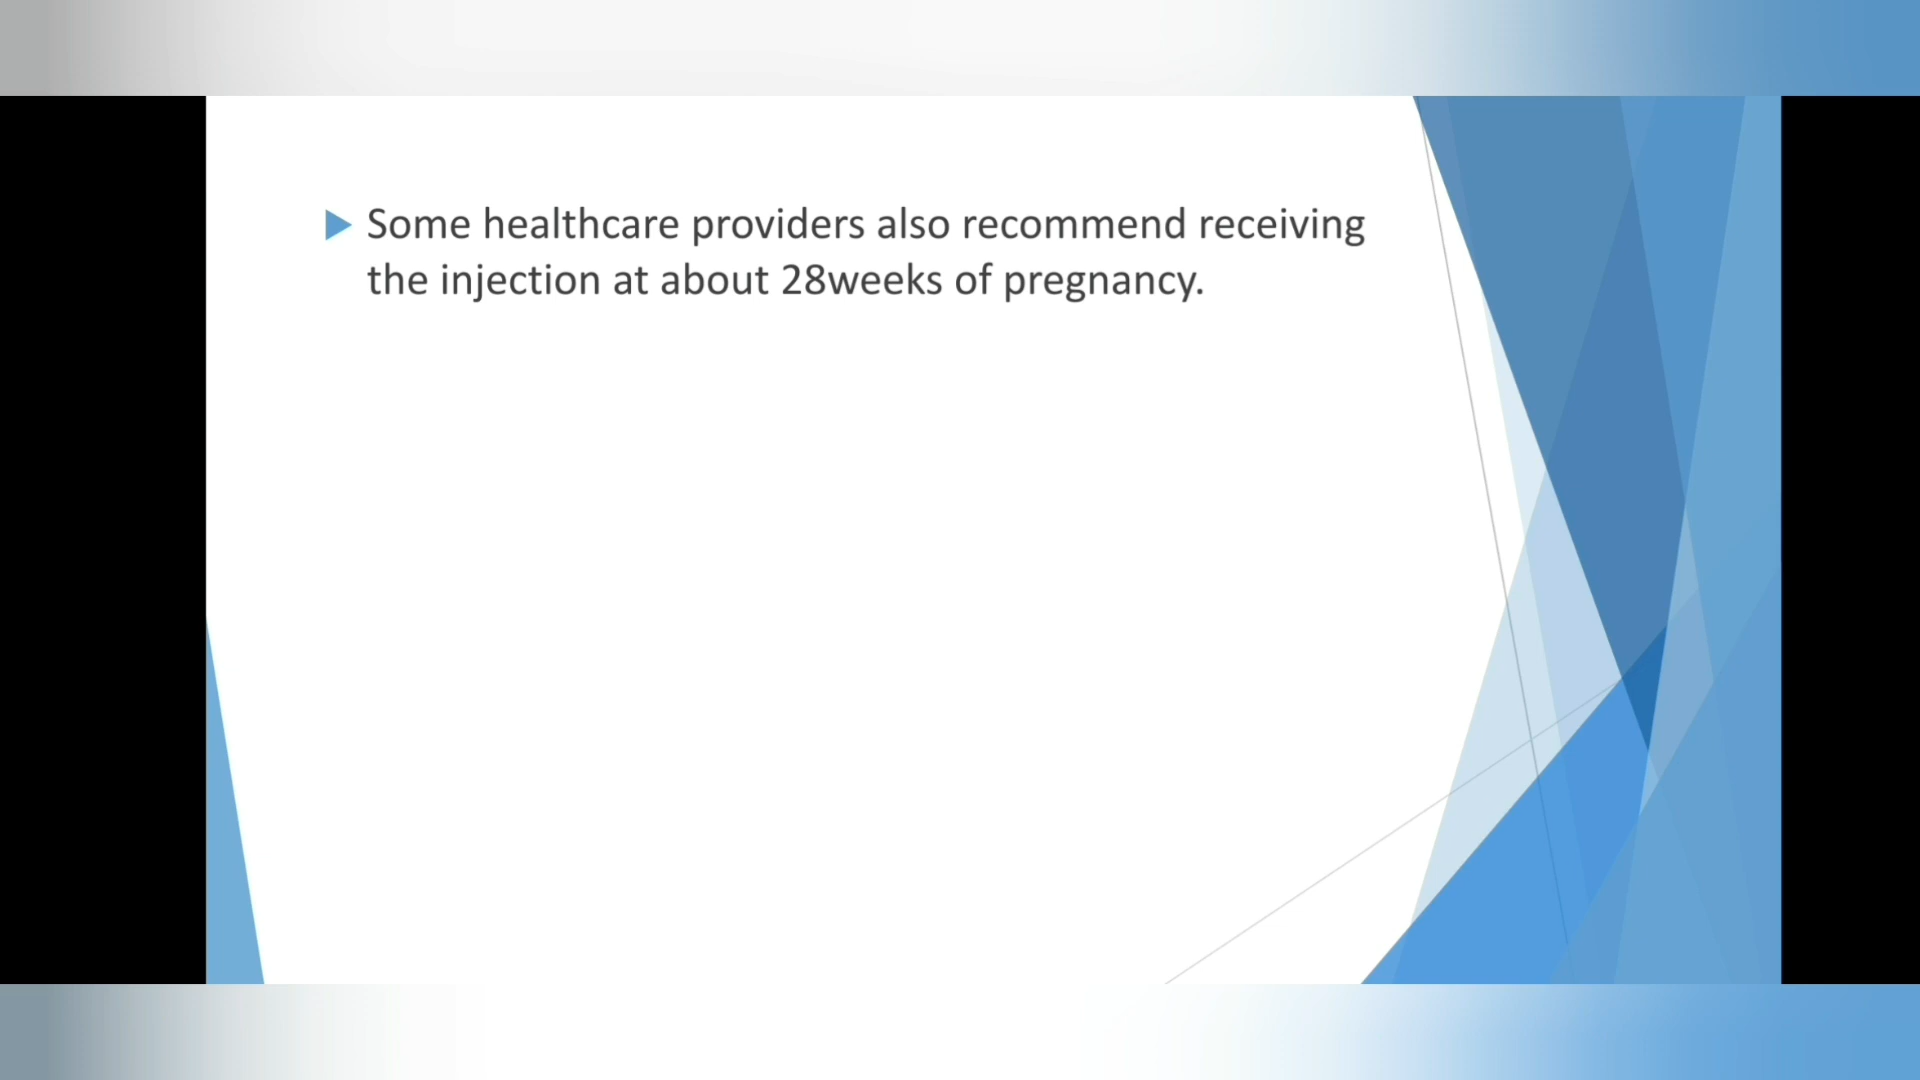 Some healthcare providers also recommend receiving
the injection at about 28weeks of pregnancy.